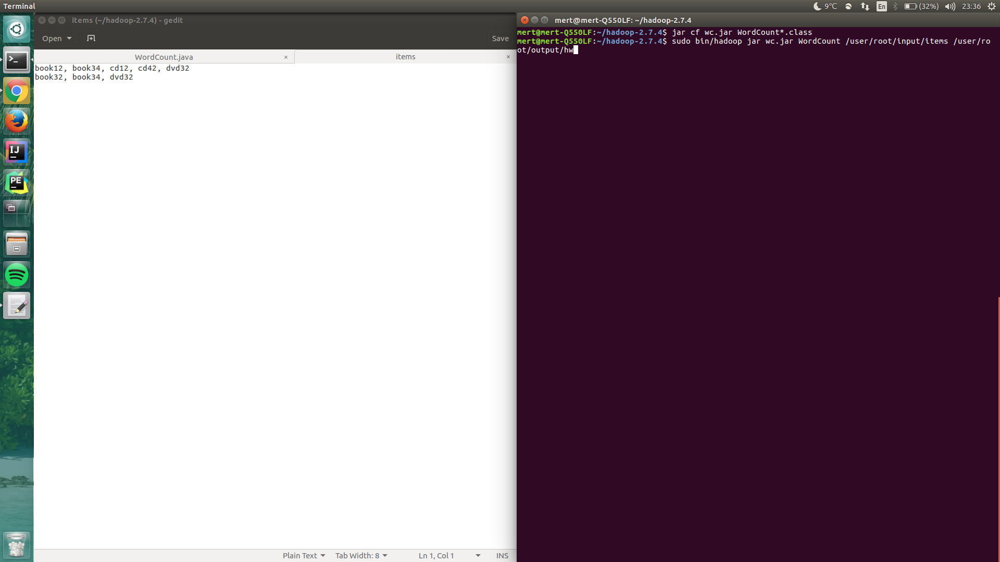 Terminal
9°C
En
(32%)
23:36
items (~/hadoop-2.7.4) - gedit
Open
Save
WordCount.java ×
items ×
book12, book34, cd12, cd42, dvd32
book32, book34, dvd32
Plain Text
Tab Width: 8
Ln 1, Col 1
INS
mert@mert-Q550LF: ~/hadoop-2.7.4
mert@mert-Q550LF:~/hadoop-2.7.4$ jar cf wc.jar WordCount*.class
mert@mert-Q550LF:~/hadoop-2.7.4$ sudo bin/hadoop jar wc.jar WordCount /user/root/input/items /user/ro
ot/output/hw
IJ
PE